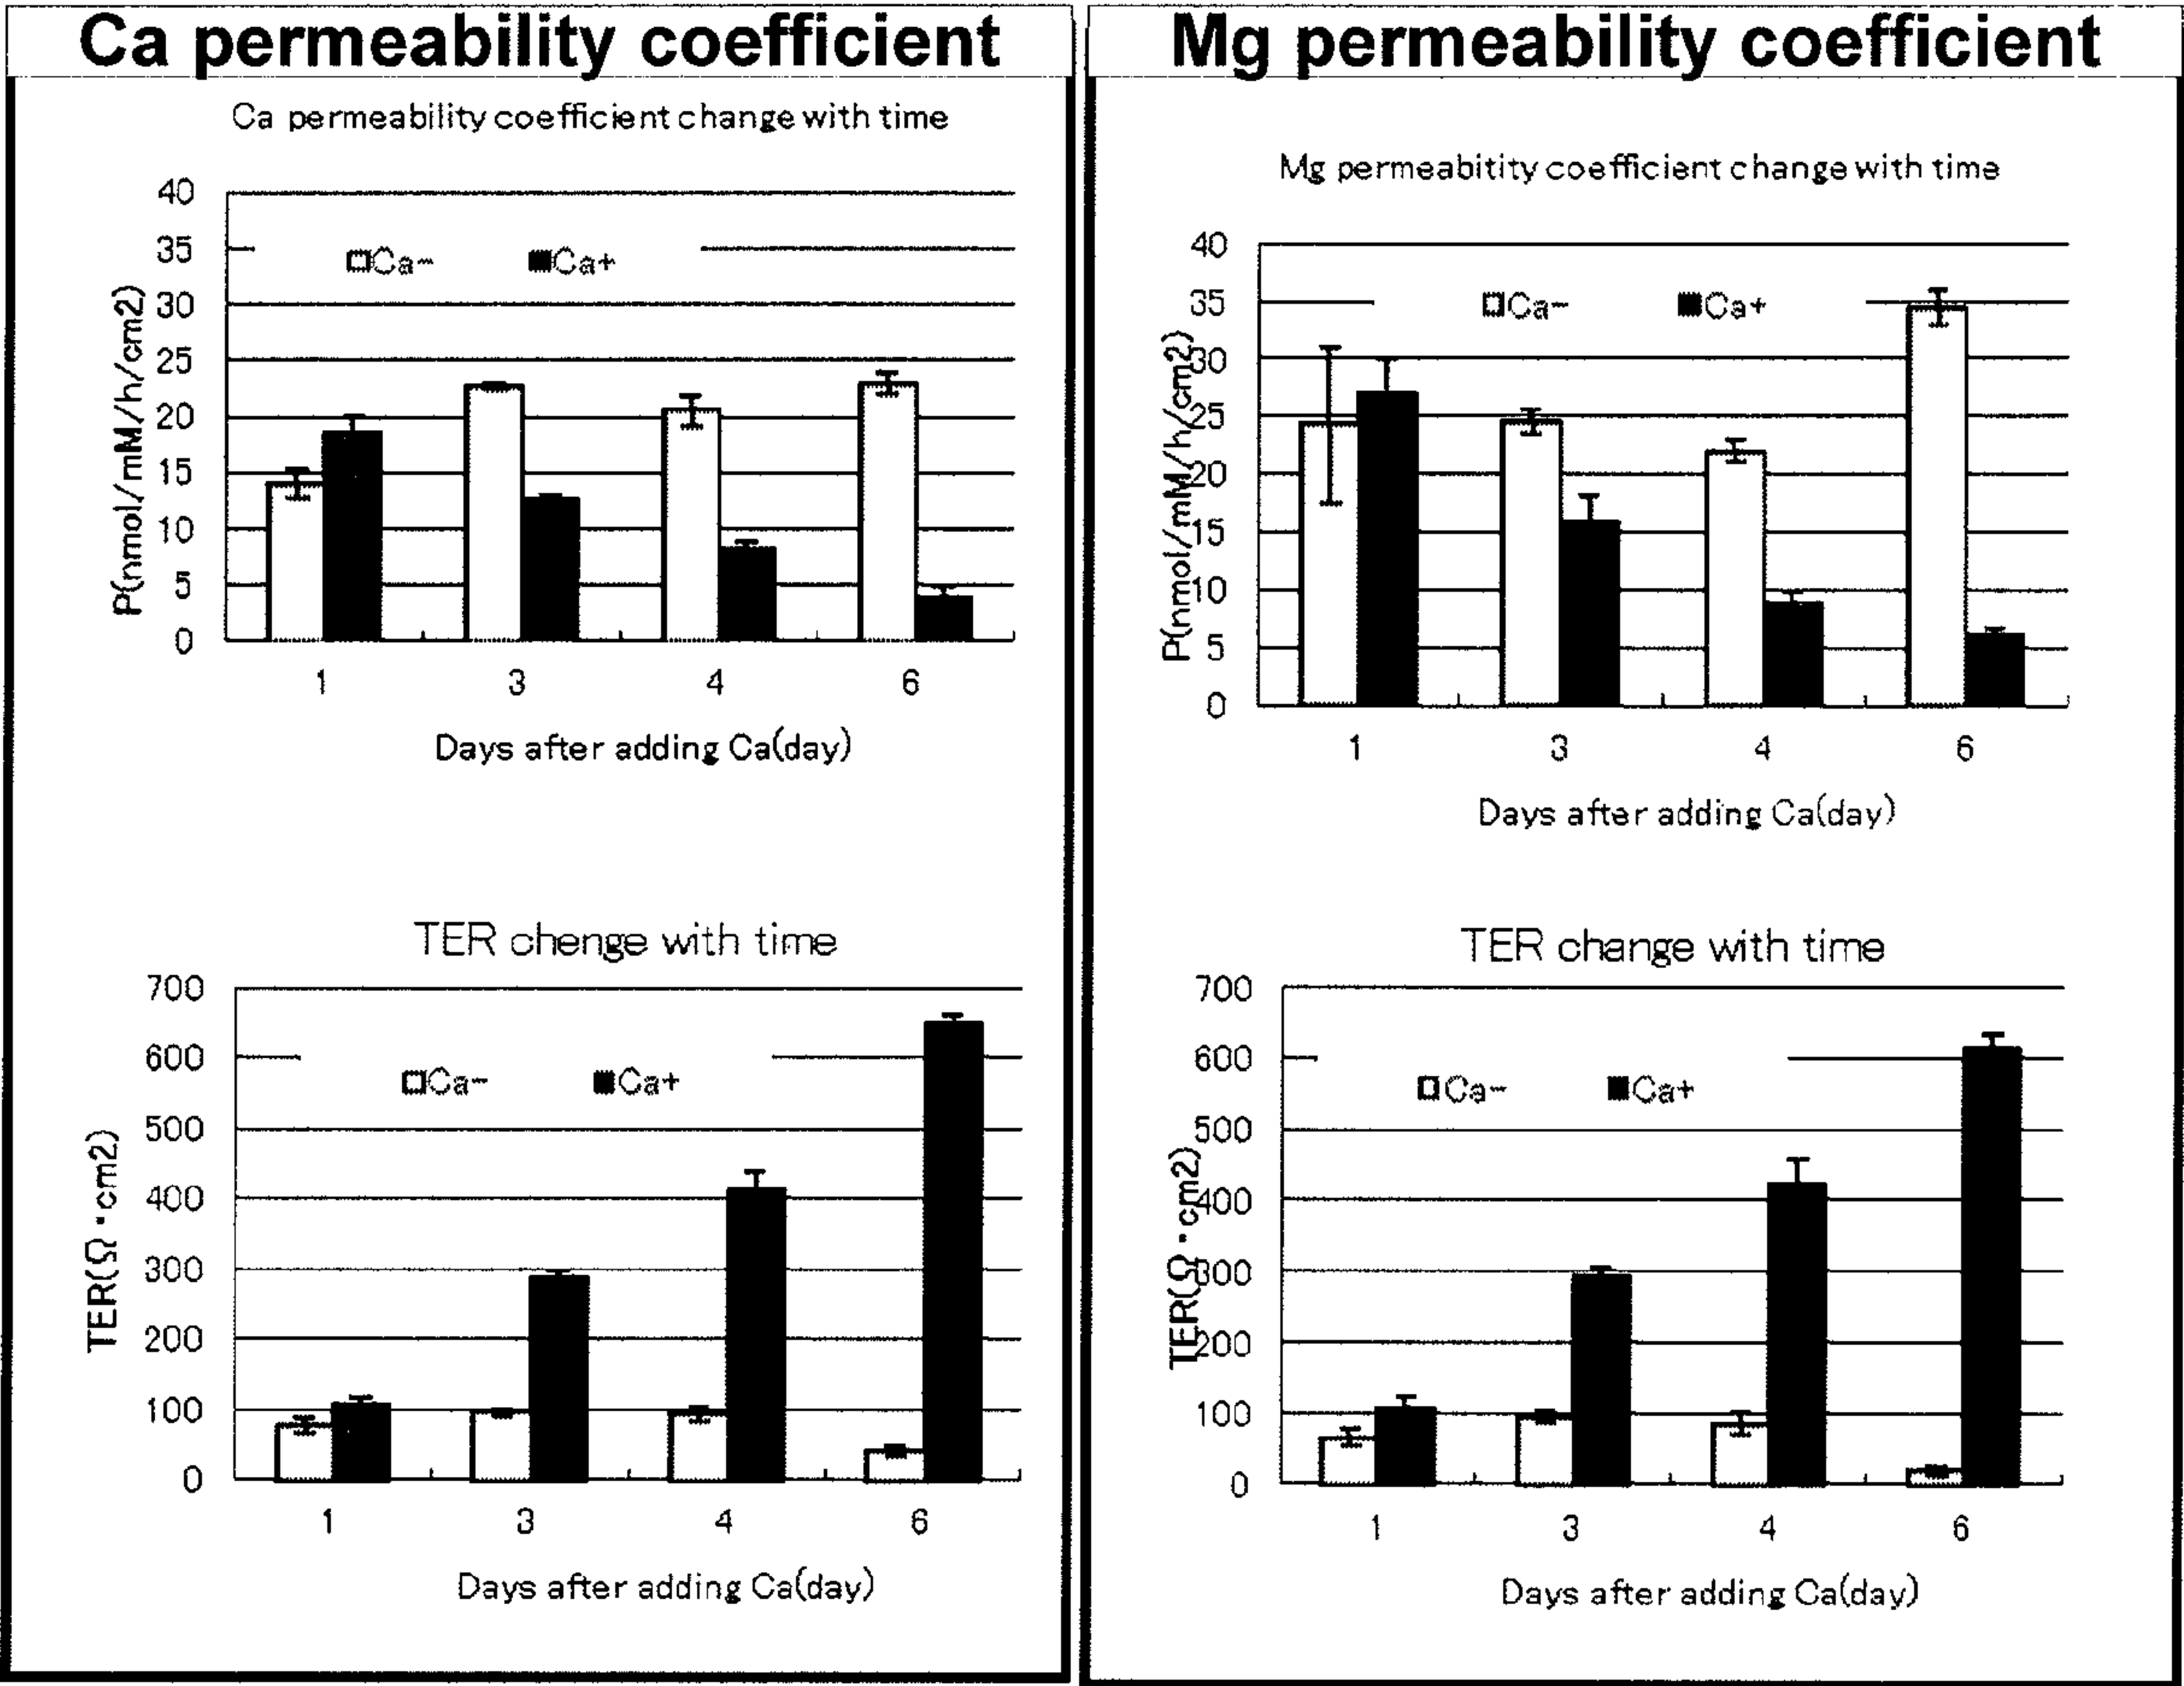 Ca permeability coefficient
Ca permeability coefficient change with time
40
35
30
25
20
15
10
5
0
P(nmol/mM/h/cm2)
Ca-
Ca+
1
3
4
6
Days after adding Ca(day)
TER chenge with time
700
600
500
400
300
200
100
0
TER(Ω・cm2)
Ca-
Ca+
1
3
4
6
Days after adding Ca(day)
Mg permeability coefficient
Mg permeabitity coefficient change with time
40
35
30
25
20
15
10
5
0
P(nmol/mM/h/cm2)
Ca-
Ca+
1
3
4
6
Days after adding Ca(day)
TER change with time
700
600
500
400
300
200
100
0
TER(Ω・cm2)
Ca-
Ca+
1
3
4
6
Days after adding Ca(day)